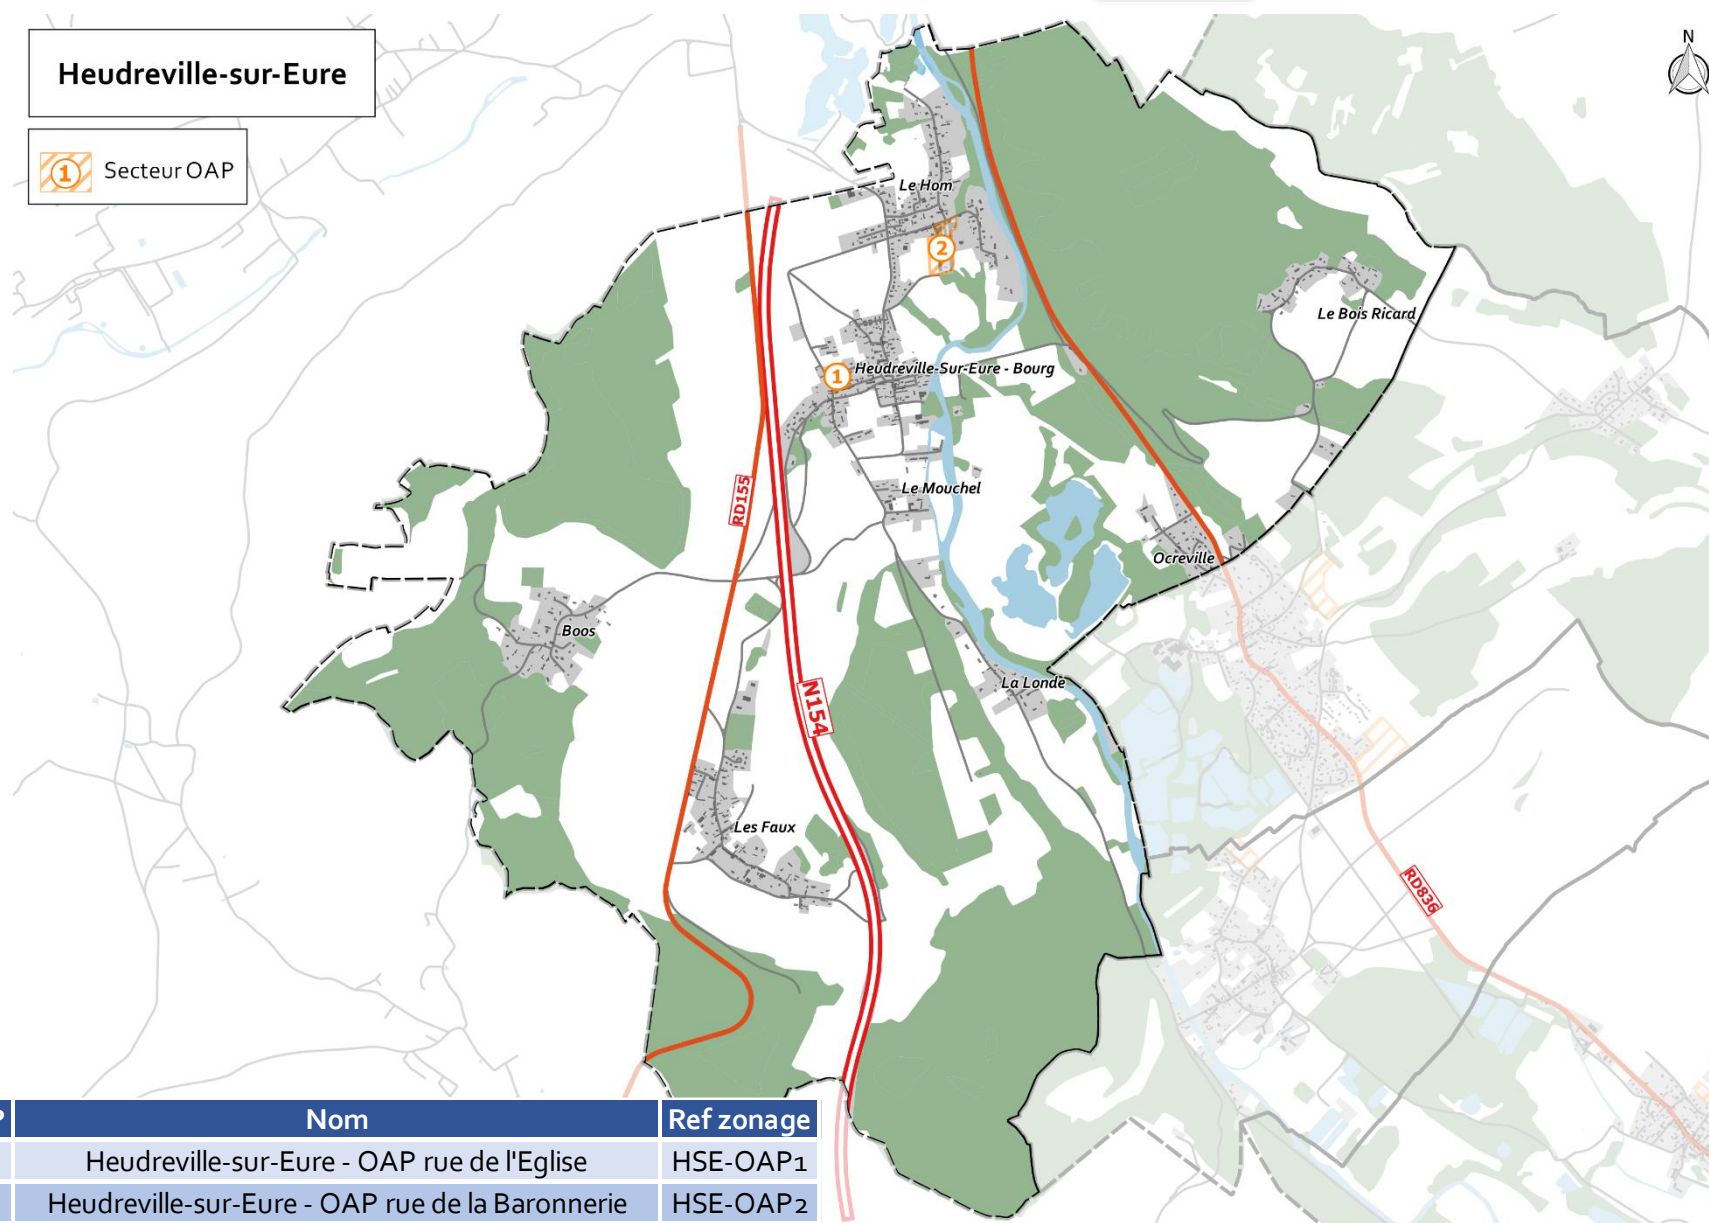 Heudreville-sur-Eure
N
1 Secteur OAP
Le Hom
2
Le Bois Ricard
1
Heudreville-Sur-Eure - Bourg
RD155
Le Mouchel
Ocreville
Boos
La Londe
N154
Les Faux
RD836
P Nom Ref zonage
Heudreville-sur-Eure - OAP rue de l'Eglise HSE-OAP1
Heudreville-sur-Eure - OAP rue de la Baronnerie HSE-OAP2